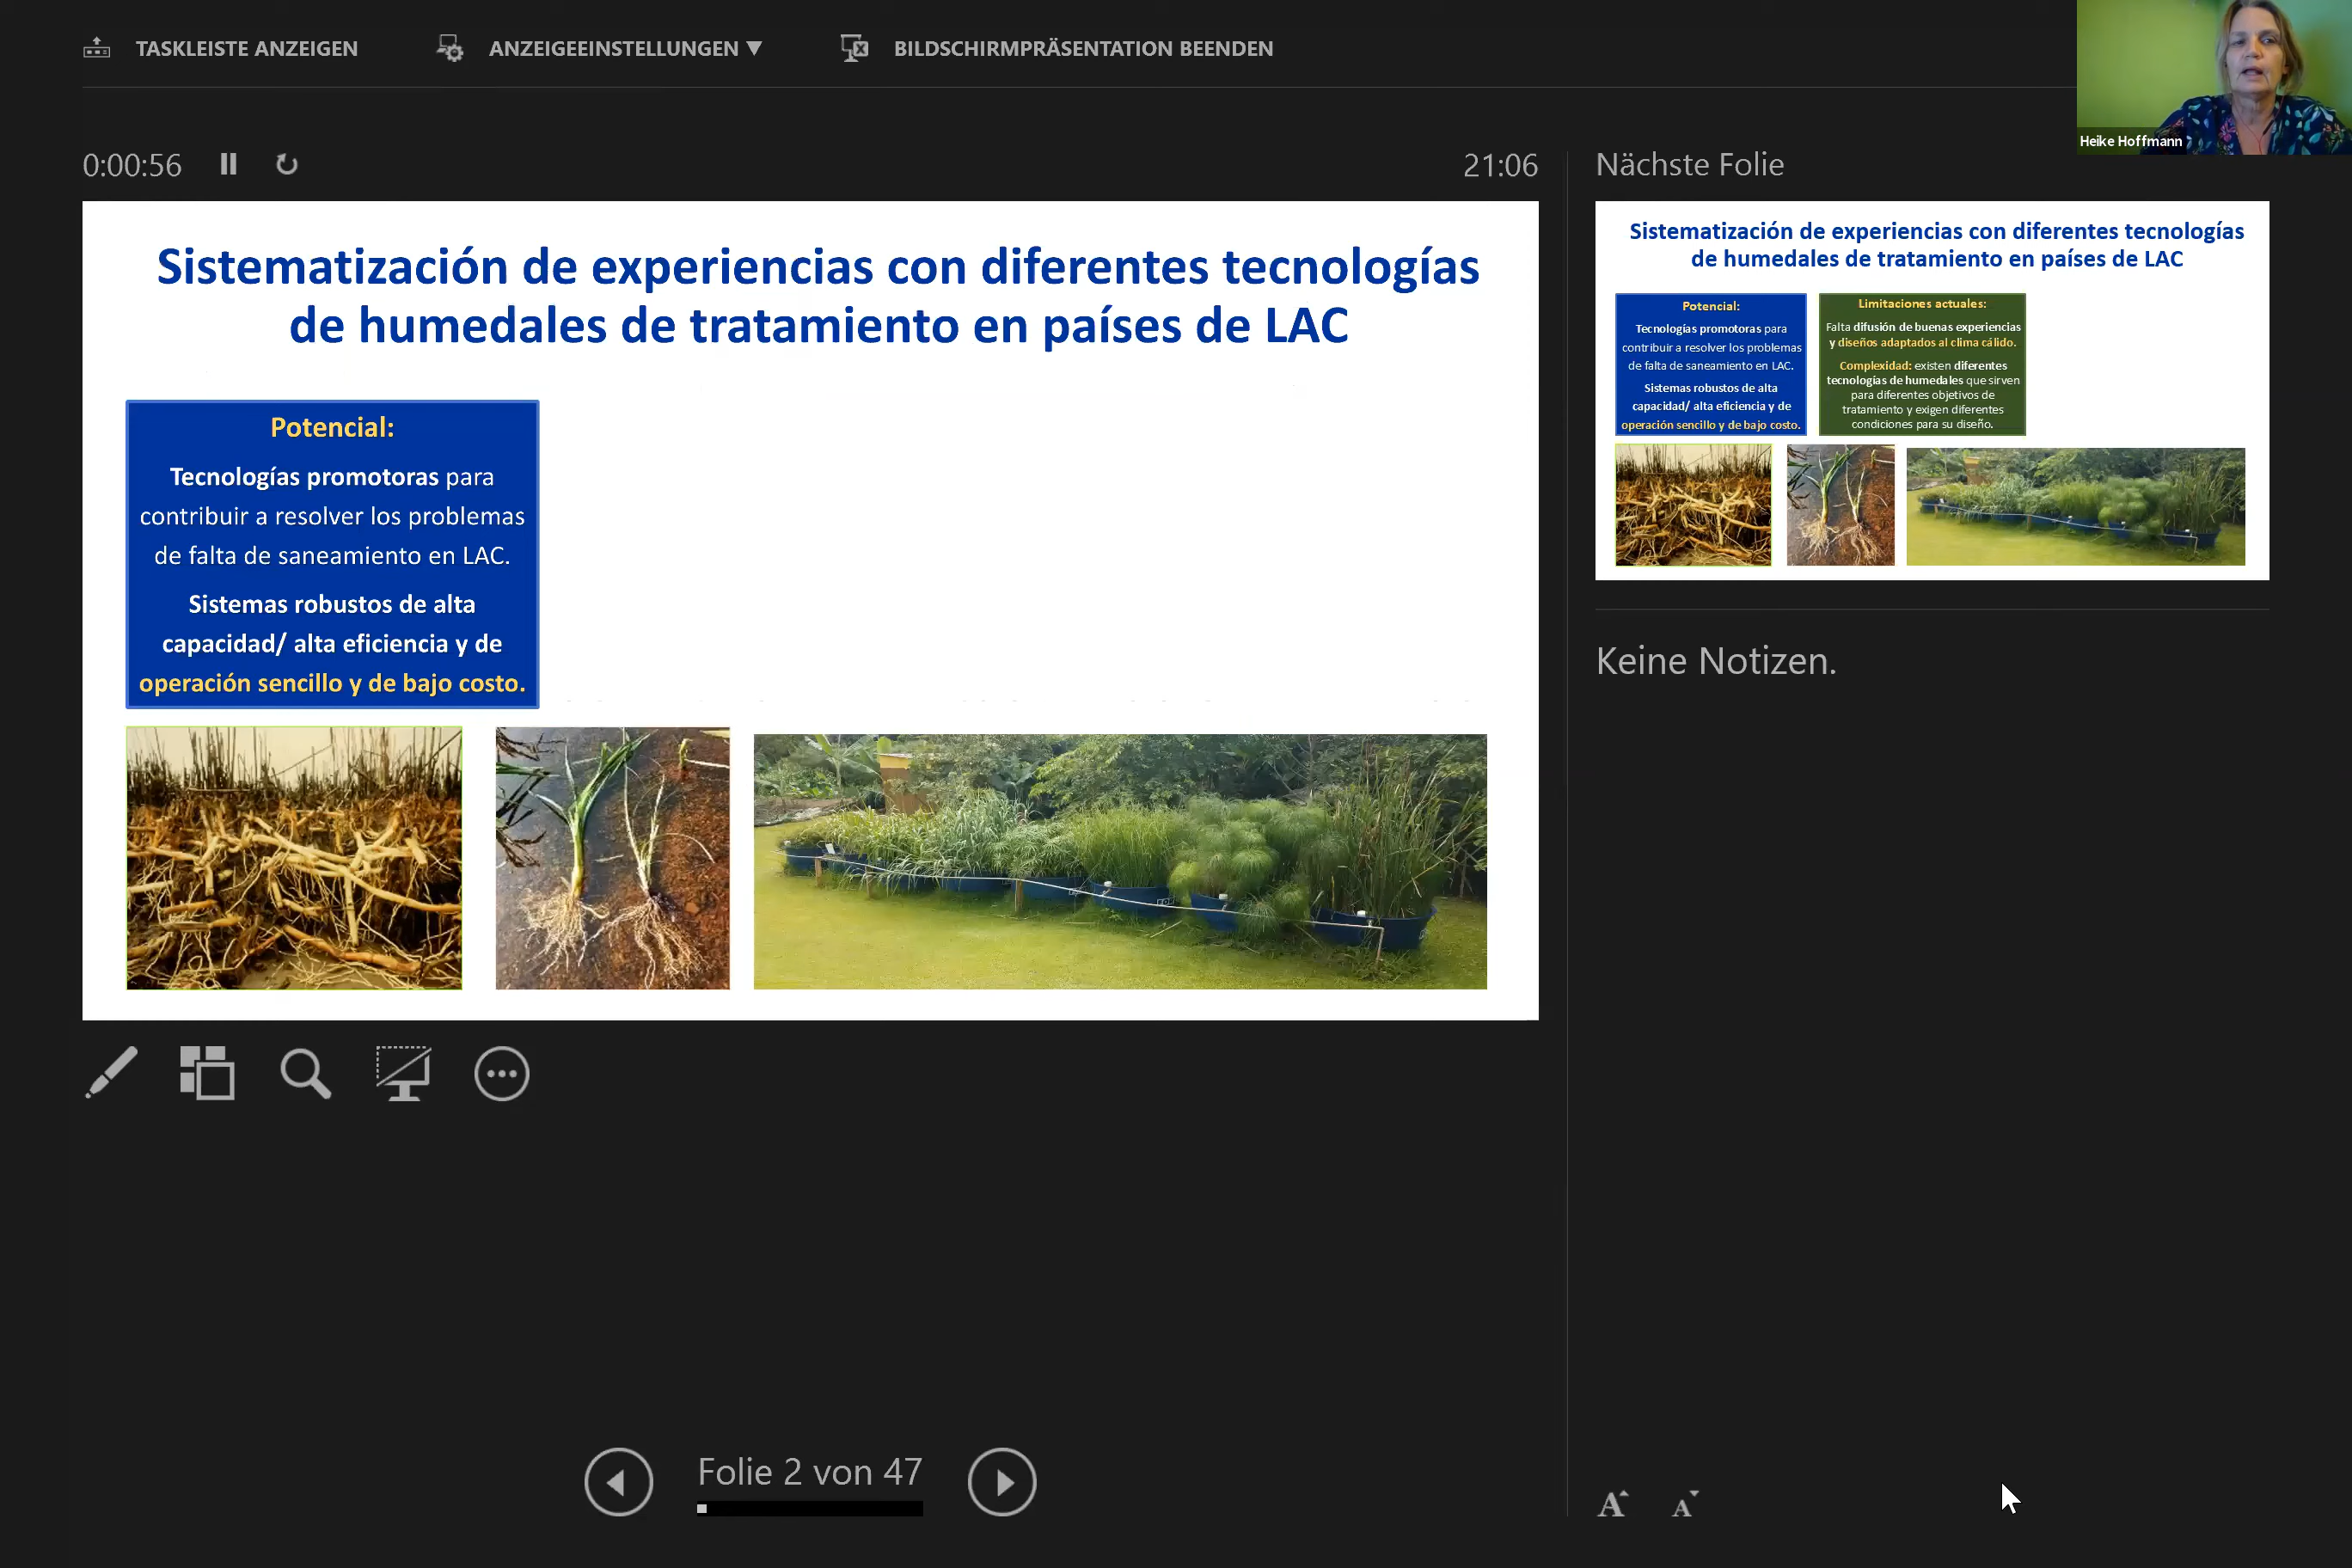 TASKLEISTE ANZEIGEN
ANZEIGEEINSTELLUNGEN ▼
BILDSCHIRMPRÄSENTATION BEENDEN
Heike Hoffmann
0:00:56
21:06
Sistematización de experiencias con diferentes tecnologías
de humedales de tratamiento en países de LAC
Potencial:
Tecnologías promotoras para
contribuir a resolver los problemas
de falta de saneamiento en LAC.
Sistemas robustos de alta
capacidad/ alta eficiencia y de
operación sencillo y de bajo costo.
Nächste Folie
Sistematización de experiencias con diferentes tecnologías
de humedales de tratamiento en países de LAC
Potencial:
Tecnologías promotoras para
contribuir a resolver los problemas
de falta de saneamiento en LAC.
Sistemas robustos de alta
capacidad/ alta eficiencia y de
operación sencillo y de bajo costo.
Limitaciones actuales:
Falta difusión de buenas experiencias
y diseños adaptados al clima cálido.
Complexidad: existen diferentes
tecnologías de humedales que sirven
para diferentes objetivos de
tratamiento y exigen diferentes
condiciones para su diseño.
Keine Notizen.
Folie 2 von 47
A A